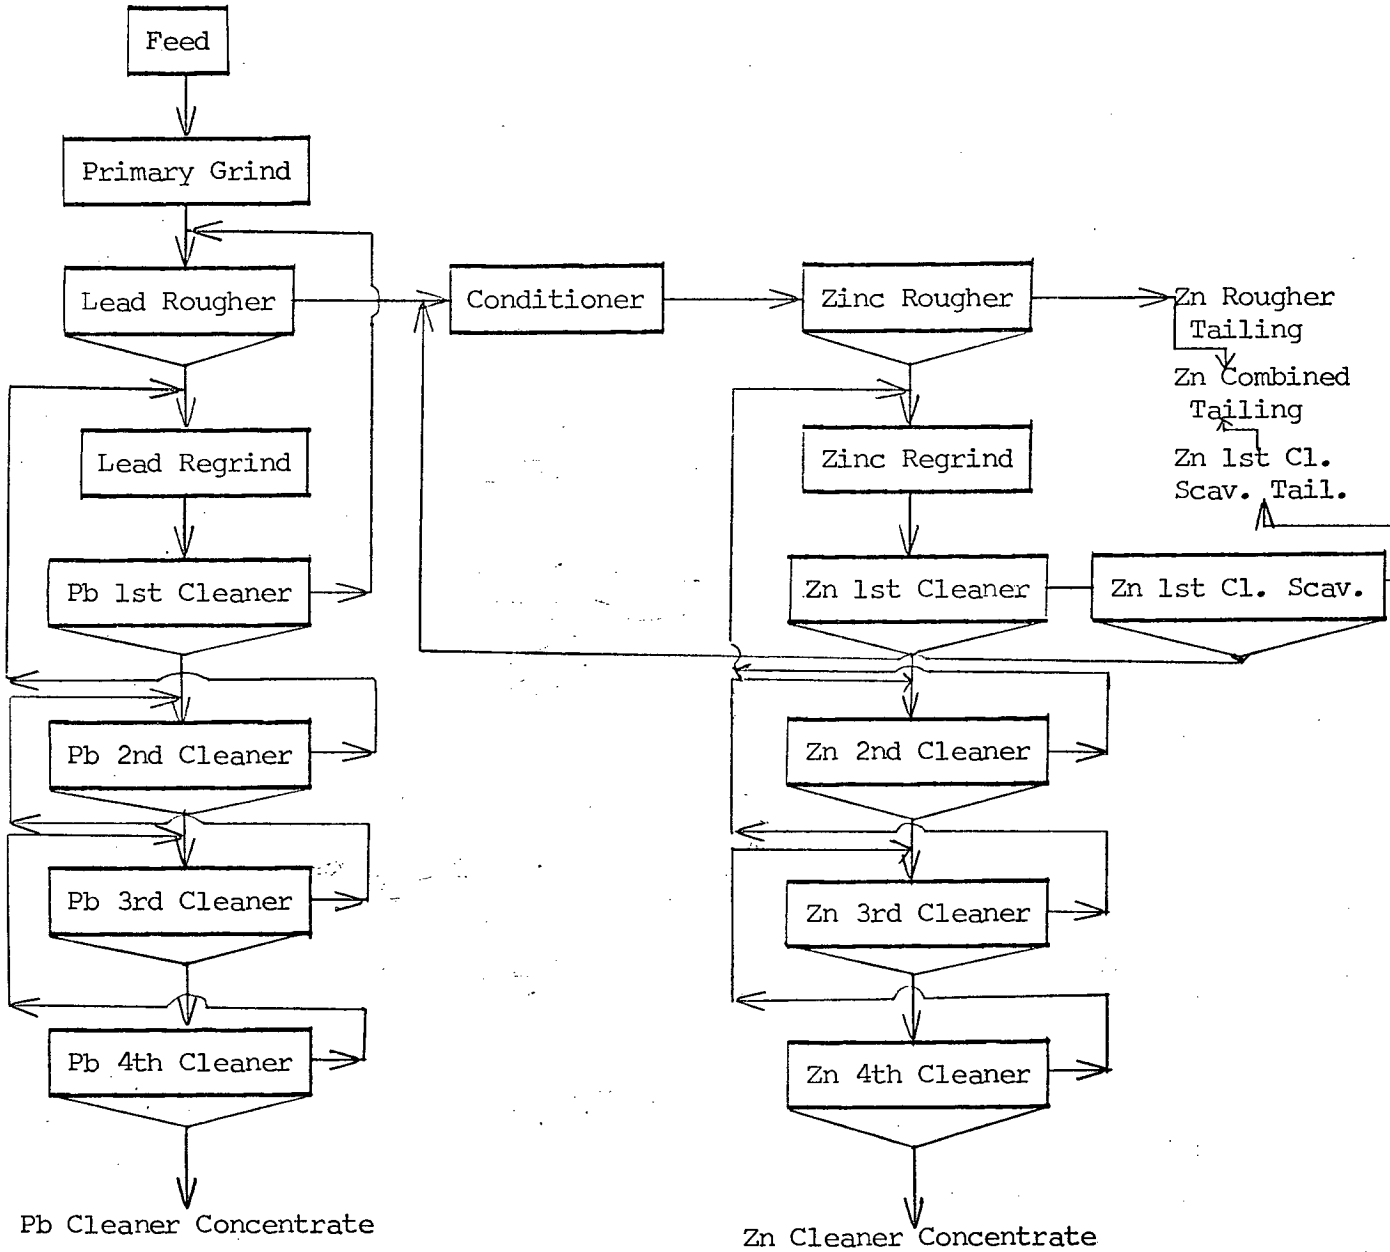 Feed
Primary Grind
Lead Rougher
Conditioner
Zinc Rougher
Zn Rougher
Tailing
Zn Combined
Tailing
Lead Regrind
Zinc Regrind
Zn 1st Cl.
Scav. Tail.
Pb 1st Cleaner
Zn 1st Cleaner
Zn 1st Cl. Scav.
Pb 2nd Cleaner
Zn 2nd Cleaner
Pb 3rd Cleaner
Zn 3rd Cleaner
Pb 4th Cleaner
Zn 4th Cleaner
Pb Cleaner Concentrate
Zn Cleaner Concentrate